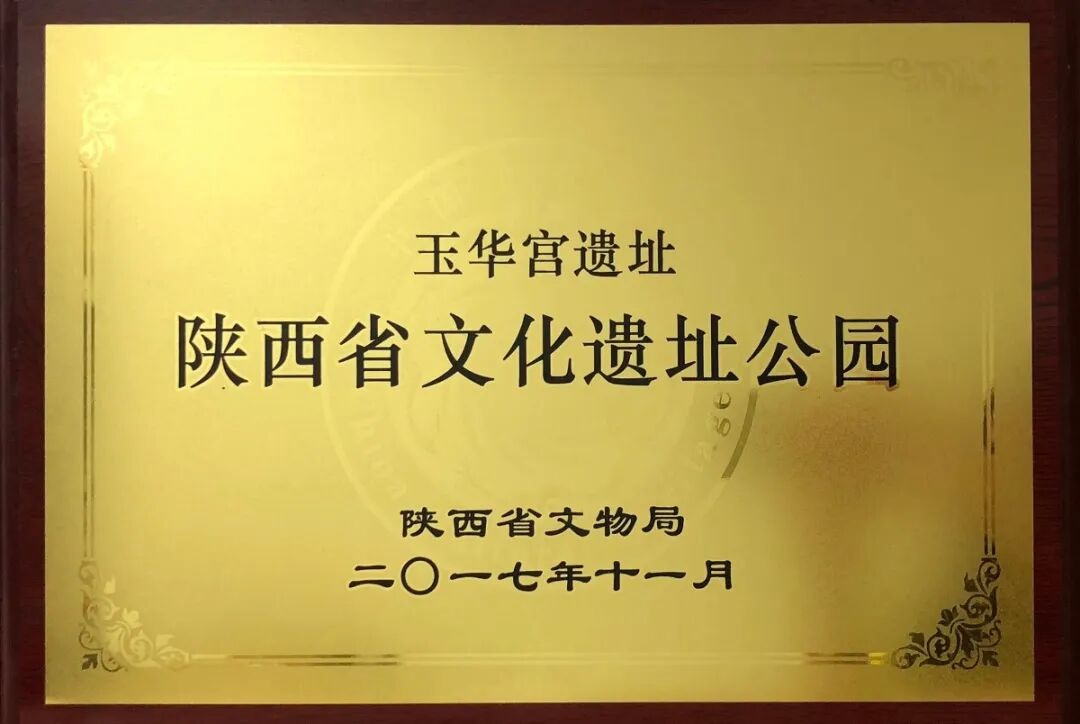 玉华宫遗址
陕西省文化遗址公园
陕西省文物局
二〇一七年十一月